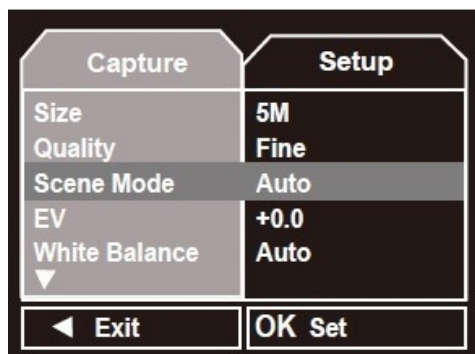 Capture Setup
Size 5M
Quality Fine
Scene Mode Auto
EV +0.0
White Balance Auto
▼
◀ Exit OK Set